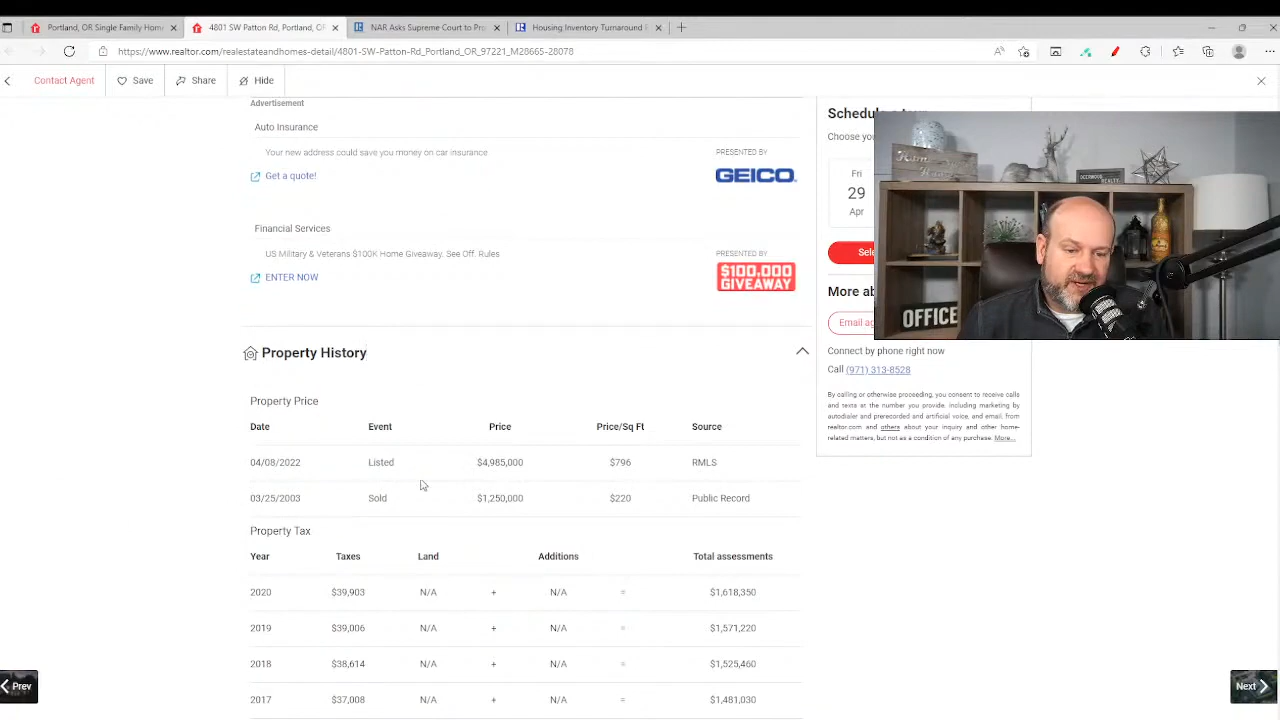 Portland, OR Single Family Home
4801 SW Patton Rd, Portland, OR
NAR Asks Supreme Court to Pro
Housing Inventory Turnaround E
https://www.realtor.com/realestateandhomes-detail/4801-SW-Patton-Rd_Portland_OR_97221_M28665-28078
Contact Agent Save Share Hide
Advertisement
Auto Insurance
Your new address could save you money on car insurance
PRESENTED BY
Get a quote!
GEICO
Financial Services
US Military & Veterans $100K Home Giveaway. See Off. Rules
PRESENTED BY
ENTER NOW
$100,000
GIVEAWAY
Schedule a tour
Choose you
Fri
29
Apr
Sele
More ab
Email ag
Connect by phone right now
Call (971) 313-8528
By calling or otherwise proceeding, you consent to receive calls
and texts at the number you provide, including marketing by
autodialer and prerecorded and artificial voice, and email, from
realtor.com and others about your inquiry and other home-
related matters, but not as a condition of any purchase. More...
OFFICE
Property History
Property Price
Date Event Price Price/Sq Ft Source
04/08/2022 Listed $4,985,000 $796 RMLS
03/25/2003 Sold $1,250,000 $220 Public Record
Property Tax
Year Taxes Land Additions Total assessments
2020 $39,903 N/A + N/A = $1,618,350
2019 $39,006 N/A + N/A = $1,571,220
2018 $38,614 N/A + N/A = $1,525,460
2017 $37,008 N/A + N/A = $1,481,030
Prev
Next